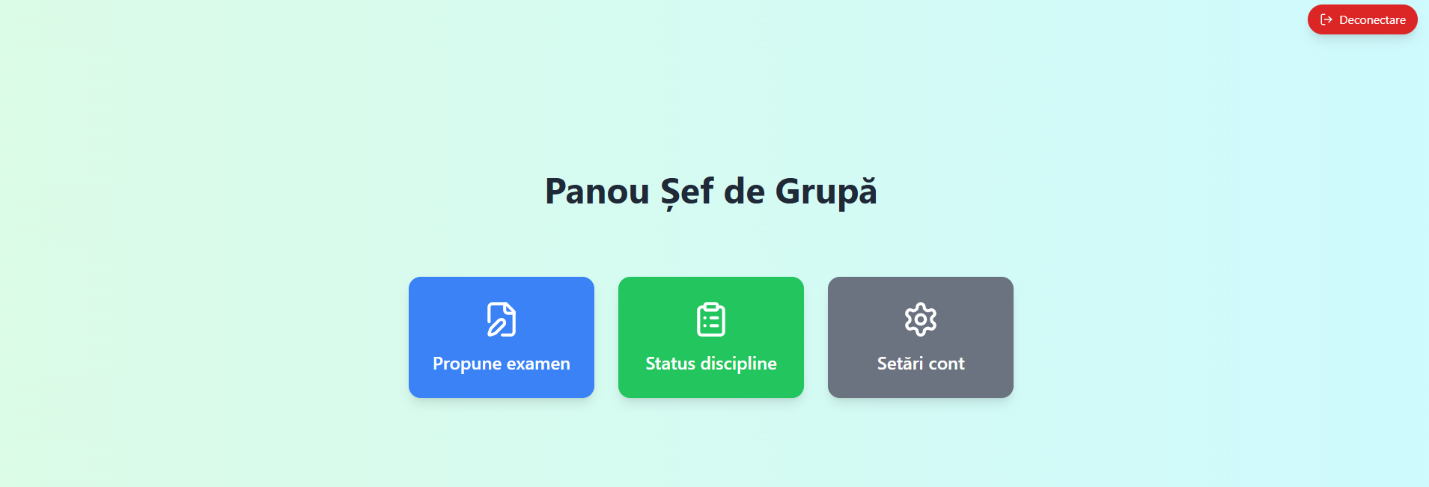 Deconectare
Panou Șef de Grupă
Propune examen
Status discipline
Setări cont